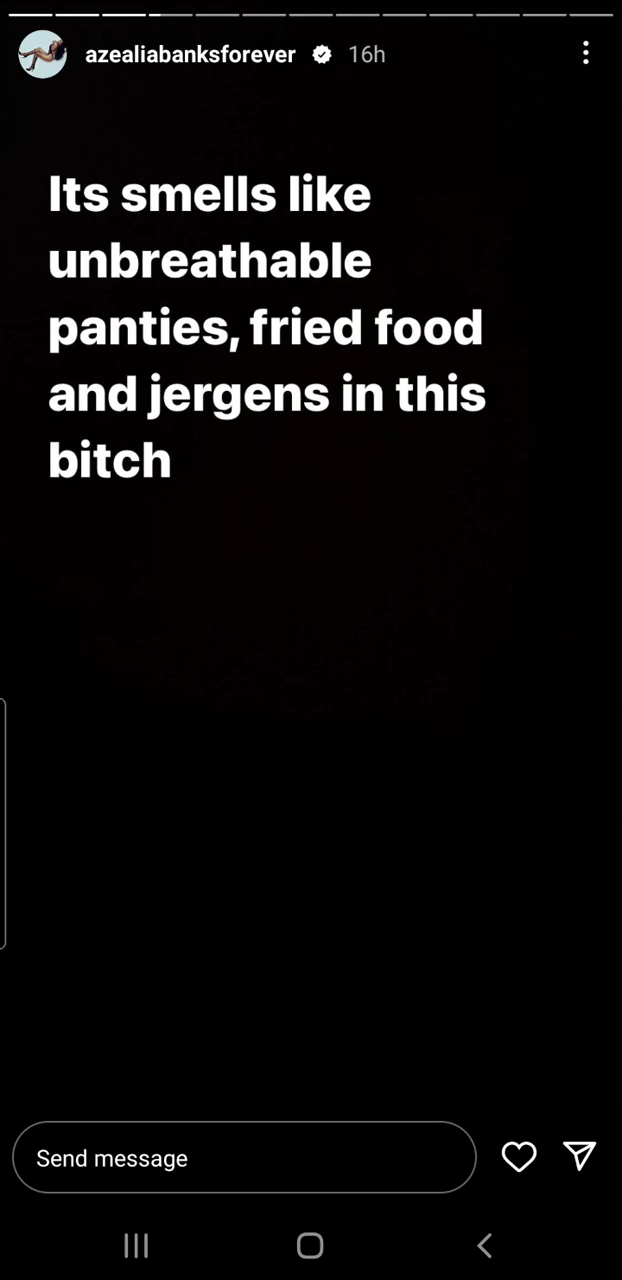 azealiabanksforever 16h
Its smells like
unbreathable
panties, fried food
and jergens in this
bitch
Send message